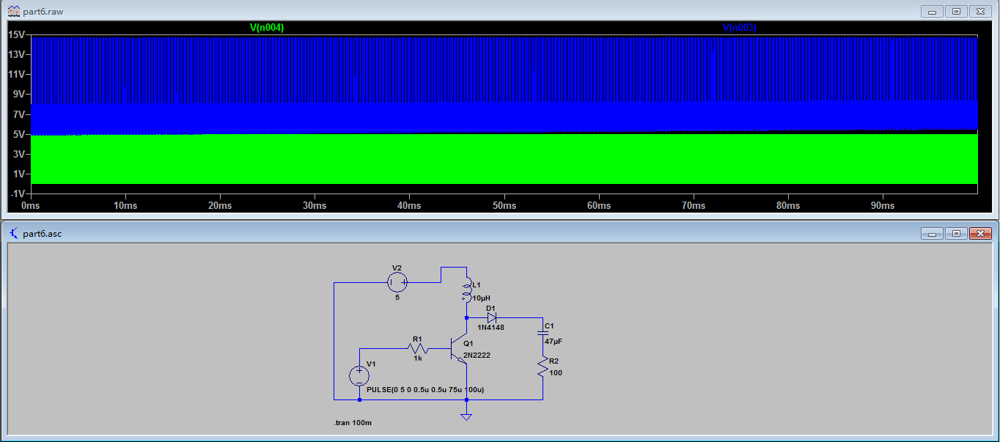 part6.raw
V(n004) V(n003)
15V
13V
11V
9V
7V
5V
3V
1V
-1V
0ms 10ms 20ms 30ms 40ms 50ms 60ms 70ms 80ms 90ms
part6.asc
V2
5
L1
10µH
D1
1N4148
C1
47µF
R1
1k
Q1
2N2222
R2
100
V1
PULSE(0 5 0 0.5u 0.5u 75u 100u)
.tran 100m